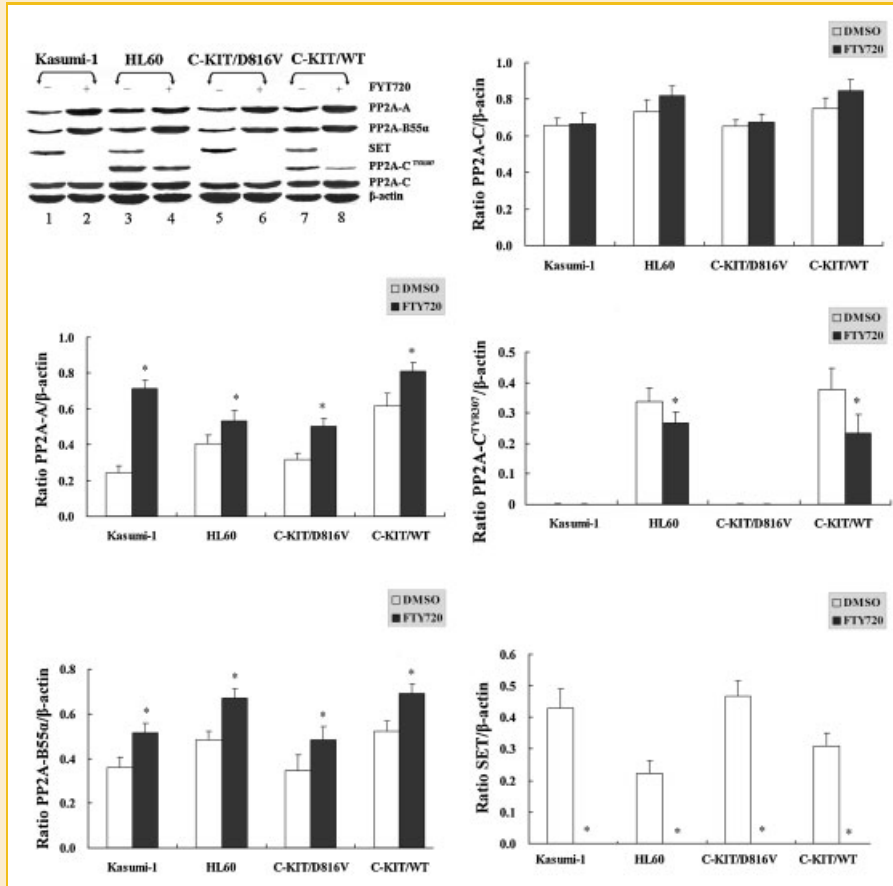 Kasumi-1 HL60 C-KIT/D816V C-KIT/WT
− + − + − + − + FYT720
PP2A-A
PP2A-B55α
SET
PP2A-C TYR307
PP2A-C
β-actin
1 2 3 4 5 6 7 8
DMSO
FTY720
Ratio PP2A-C/β-acin
1.0
0.8
0.6
0.4
0.2
0.0
Kasumi-1 HL60 C-KIT/D816V C-KIT/WT
DMSO
FTY720
Ratio PP2A-A/β-actin
1.0
0.8
0.6
0.4
0.2
0.0
* * * *
Kasumi-1 HL60 C-KIT/D816V C-KIT/WT
DMSO
FTY720
Ratio PP2A-C TYR307/β-actin
0.5
0.4
0.3
0.2
0.1
0
* *
Kasumi-1 HL60 C-KIT/D816V C-KIT/WT
DMSO
FTY720
Ratio PP2A-B55α/β-actin
0.8
0.6
0.4
0.2
0.0
* * * *
Kasumi-1 HL60 C-KIT/D816V C-KIT/WT
DMSO
FTY720
Ratio SET/β-actin
0.6
0.5
0.4
0.3
0.2
0.1
0.0
* * * *
Kasumi-1 HL60 C-KIT/D816V C-KIT/WT